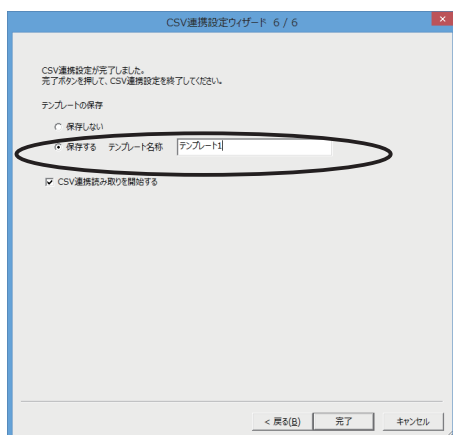 CSV連携設定ウィザード 6 / 6
CSV連携設定が完了しました。
完了ボタンを押して、CSV連携設定を終了してください。
テンプレートの保存
保存しない
保存する テンプレート名称 テンプレート1
CSV連携読み取りを開始する
< 戻る(B) 完了 キャンセル